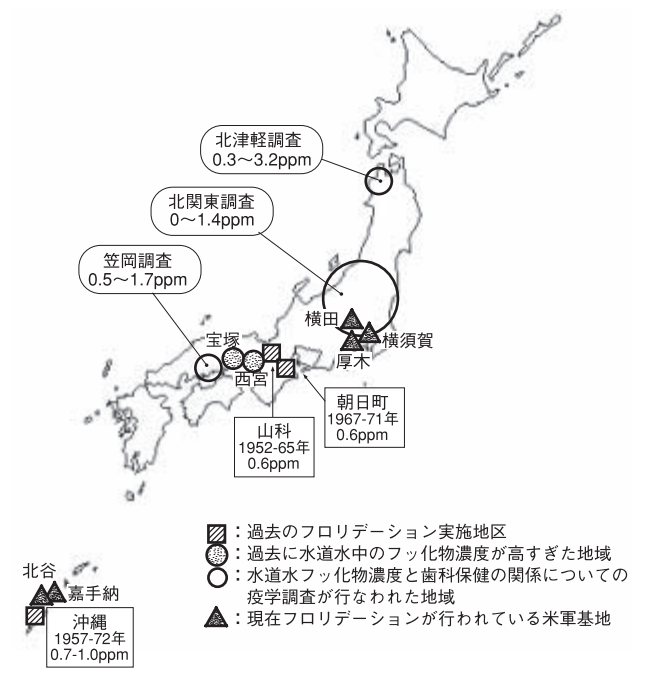 北津軽調査
0.3～3.2ppm
北関東調査
0～1.4ppm
笠岡調査
0.5～1.7ppm
横田
横須賀
厚木
宝塚
西宮
朝日町
1967-71年
0.6ppm
山科
1952-65年
0.6ppm
：過去のフロリデーション実施地区
：過去に水道水中のフッ化物濃度が高すぎた地域
：水道水フッ化物濃度と歯科保健の関係についての
疫学調査が行なわれた地域
：現在フロリデーションが行われている米軍基地
北谷
嘉手納
沖縄
1957-72年
0.7-1.0ppm